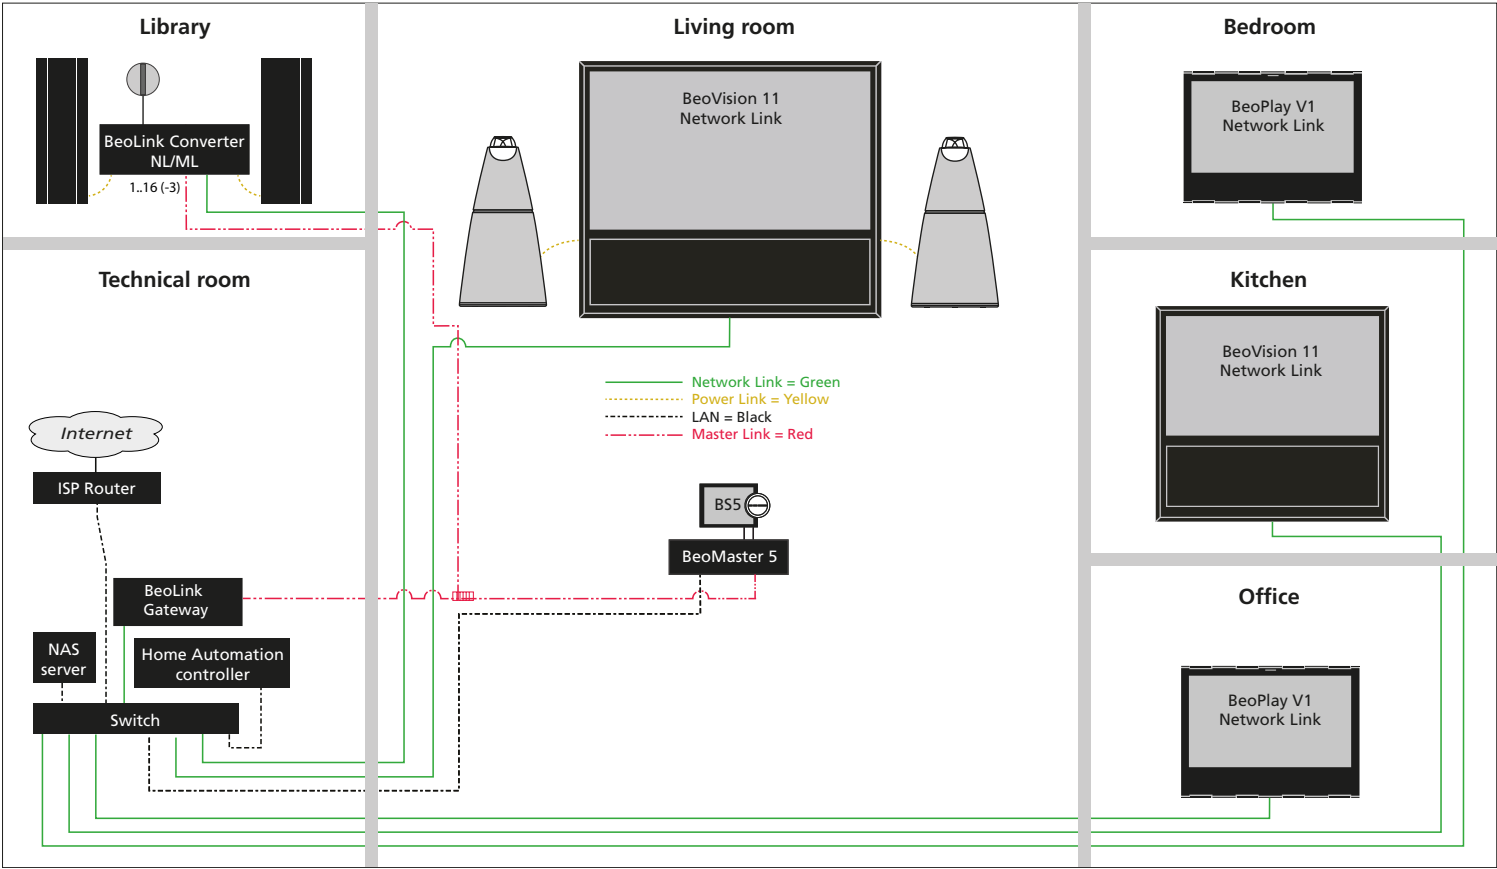 Library
BeoLink Converter
NL/ML
1..16 (-3)
Living room
BeoVision 11
Network Link
Bedroom
BeoPlay V1
Network Link
Technical room
Internet
ISP Router
BeoLink
Gateway
NAS
server
Home Automation
controller
Switch
Network Link = Green
Power Link = Yellow
LAN = Black
Master Link = Red
BS5
BeoMaster 5
Kitchen
BeoVision 11
Network Link
Office
BeoPlay V1
Network Link